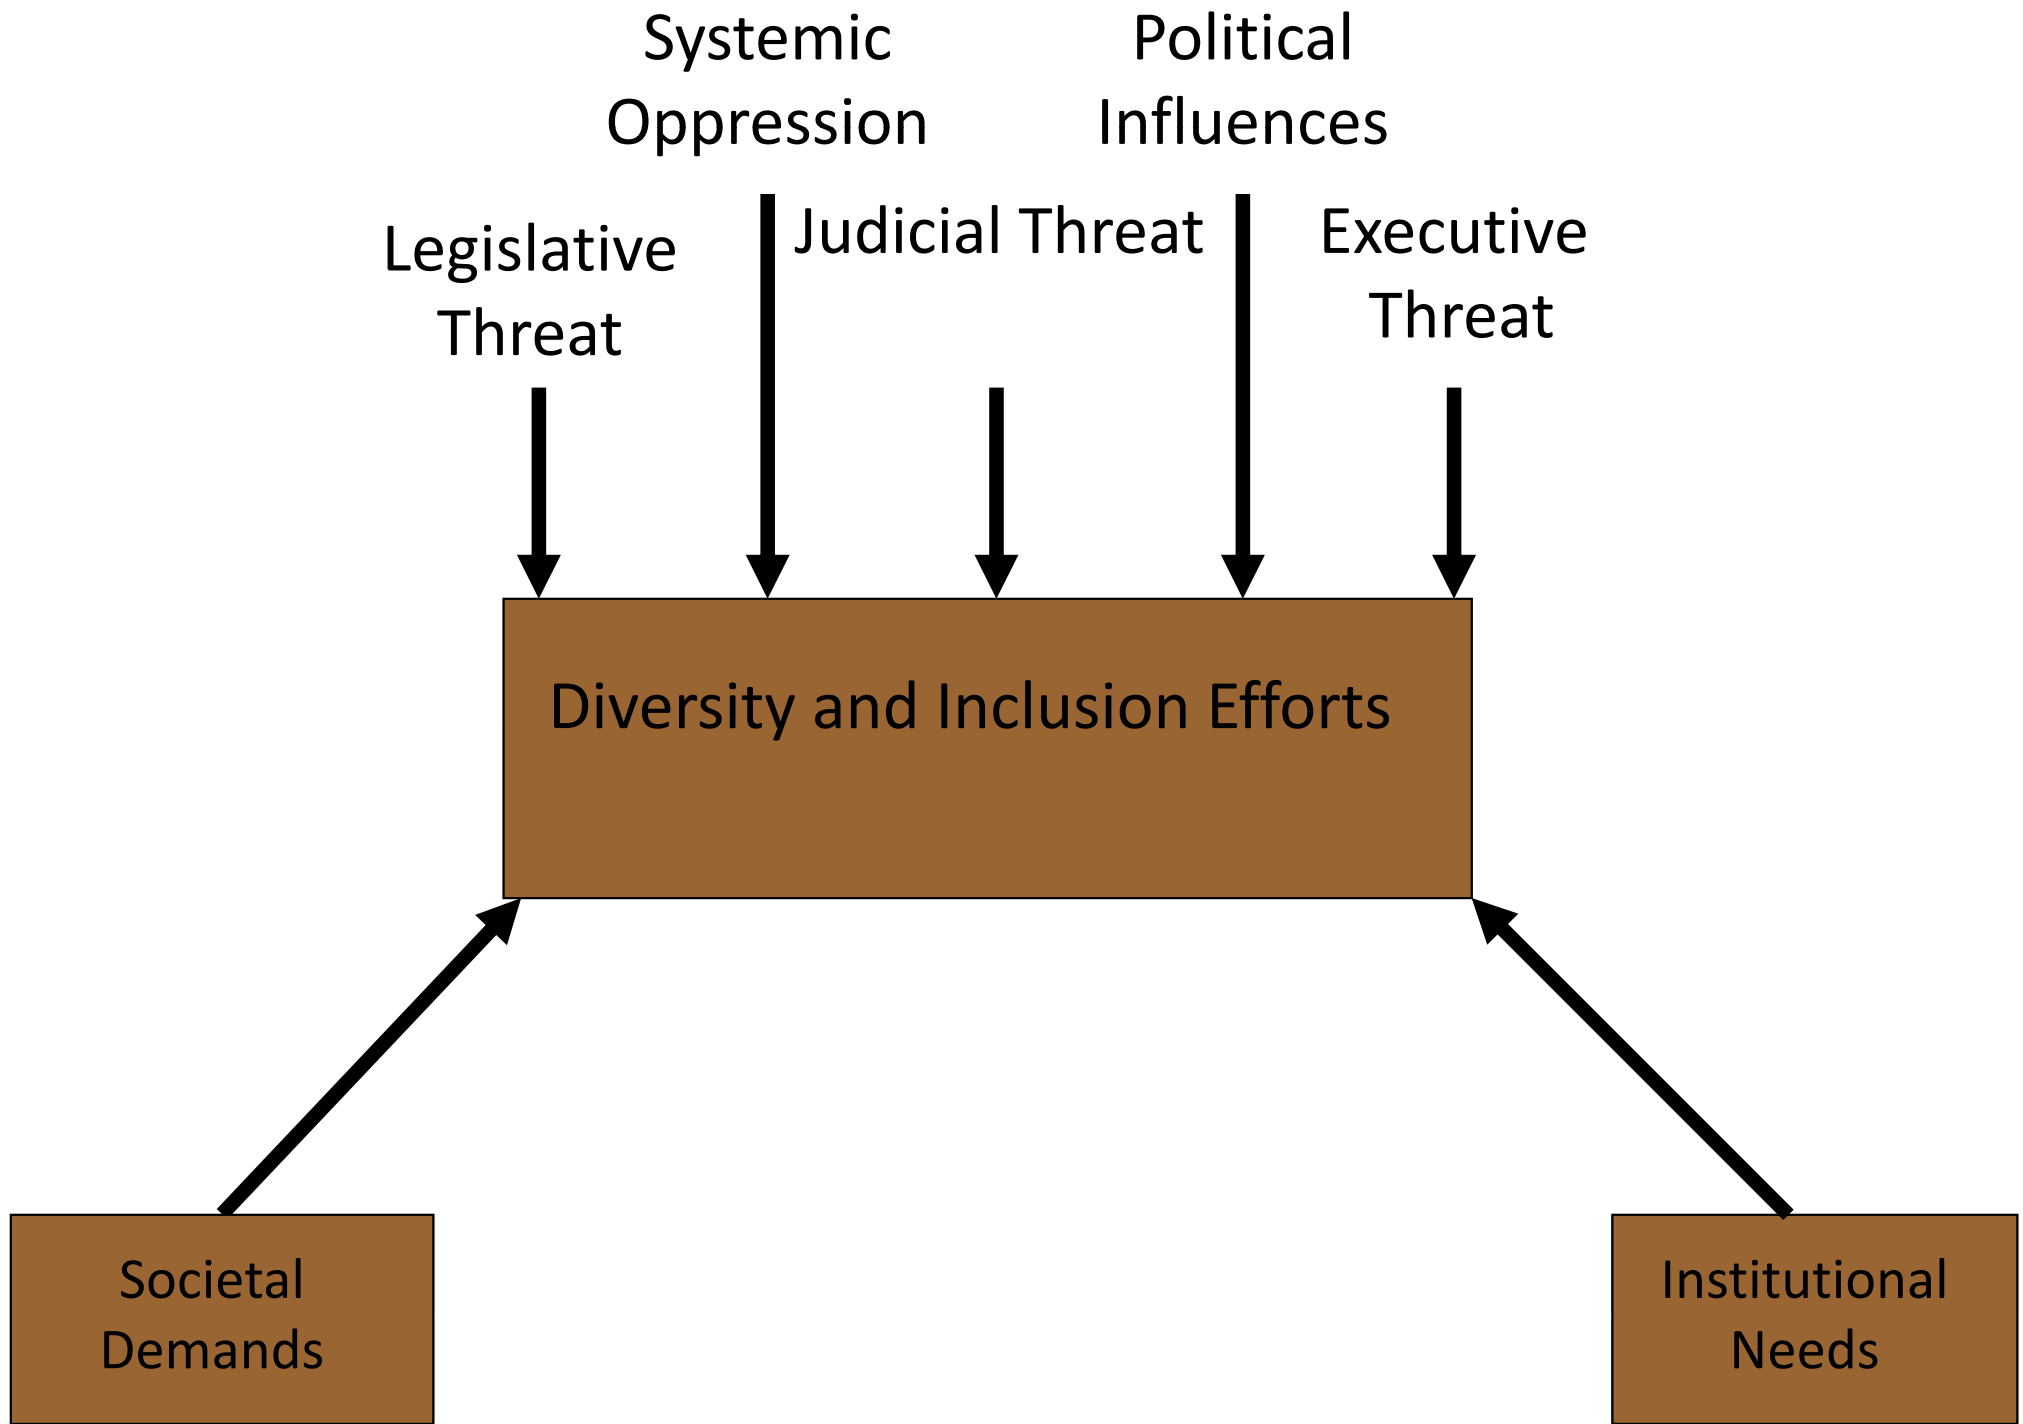 Systemic
Oppression
Political
Influences
Legislative
Threat
Judicial Threat
Executive
Threat
Diversity and Inclusion Efforts
Societal
Demands
Institutional
Needs